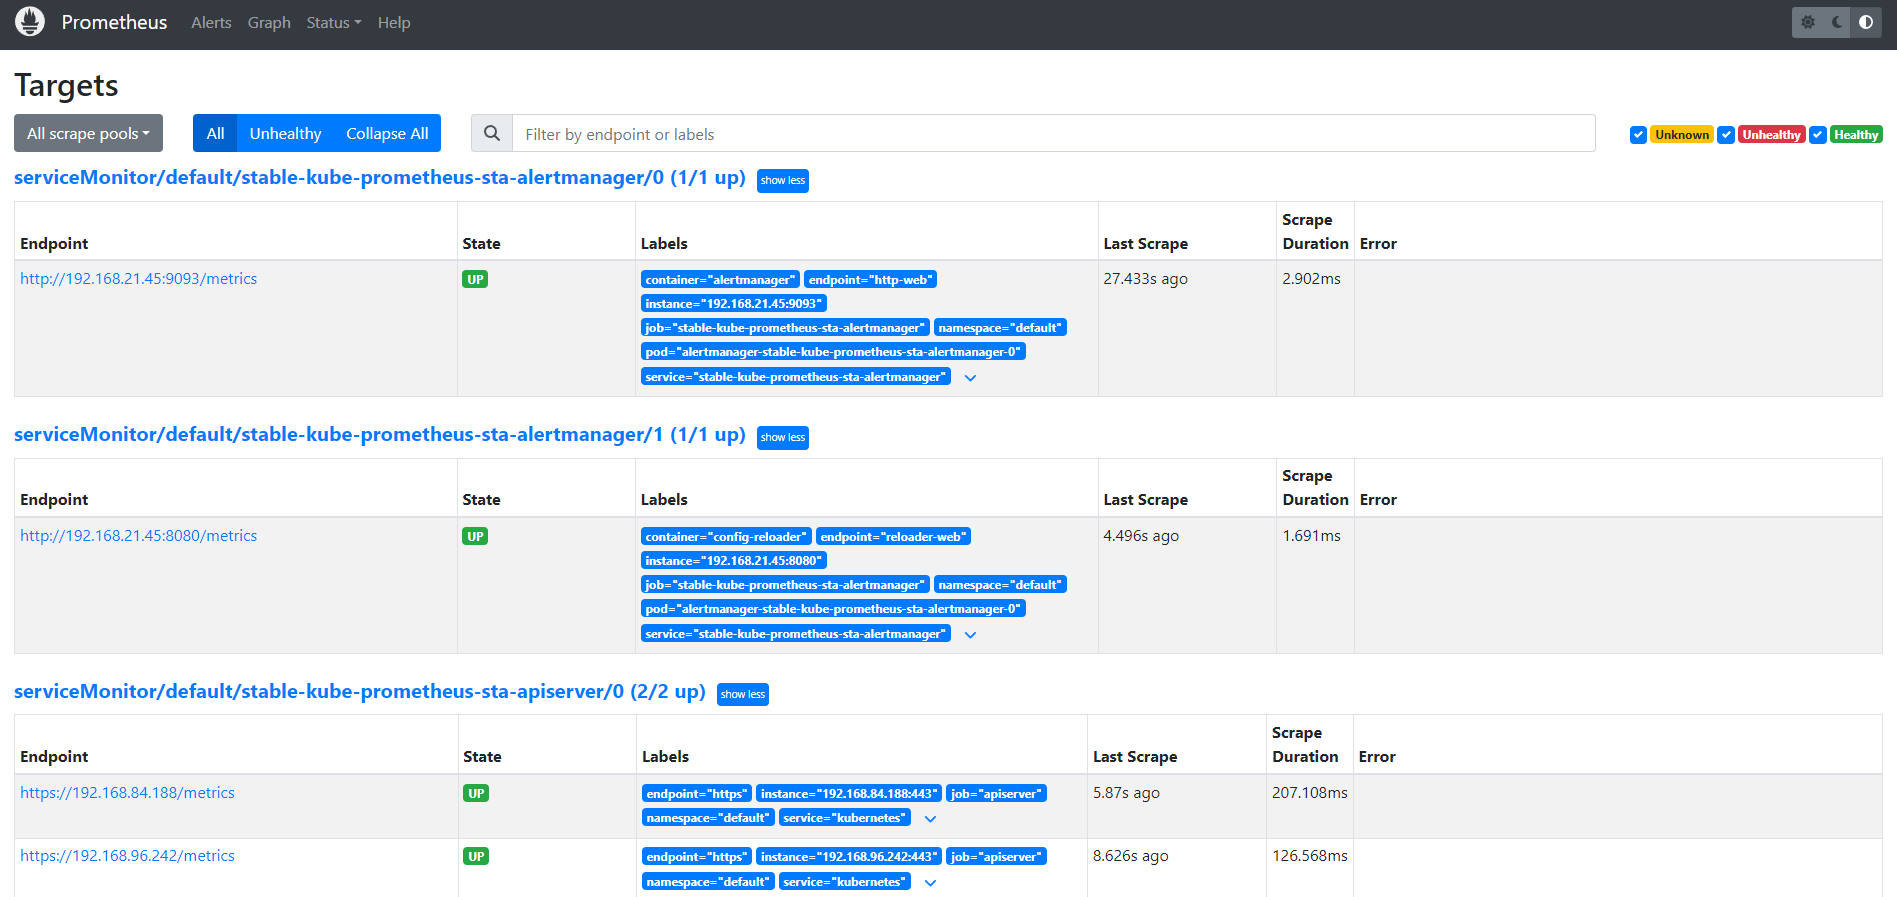 Prometheus Alerts Graph Status Help
Targets
All scrape pools All Unhealthy Collapse All Filter by endpoint or labels Unknown Unhealthy Healthy
serviceMonitor/default/stable-kube-prometheus-sta-alertmanager/0 (1/1 up) show less
Endpoint State Labels Last Scrape Scrape Duration Error
http://192.168.21.45:9093/metrics UP container="alertmanager" endpoint="http-web" 27.433s ago 2.902ms
instance="192.168.21.45:9093"
job="stable-kube-prometheus-sta-alertmanager" namespace="default"
pod="alertmanager-stable-kube-prometheus-sta-alertmanager-0"
service="stable-kube-prometheus-sta-alertmanager"
serviceMonitor/default/stable-kube-prometheus-sta-alertmanager/1 (1/1 up) show less
Endpoint State Labels Last Scrape Scrape Duration Error
http://192.168.21.45:8080/metrics UP container="config-reloader" endpoint="reloader-web" 4.496s ago 1.691ms
instance="192.168.21.45:8080"
job="stable-kube-prometheus-sta-alertmanager" namespace="default"
pod="alertmanager-stable-kube-prometheus-sta-alertmanager-0"
service="stable-kube-prometheus-sta-alertmanager"
serviceMonitor/default/stable-kube-prometheus-sta-apiserver/0 (2/2 up) show less
Endpoint State Labels Last Scrape Scrape Duration Error
https://192.168.84.188/metrics UP endpoint="https" instance="192.168.84.188:443" job="apiserver" 5.87s ago 207.108ms
namespace="default" service="kubernetes"
https://192.168.96.242/metrics UP endpoint="https" instance="192.168.96.242:443" job="apiserver" 8.626s ago 126.568ms
namespace="default" service="kubernetes"